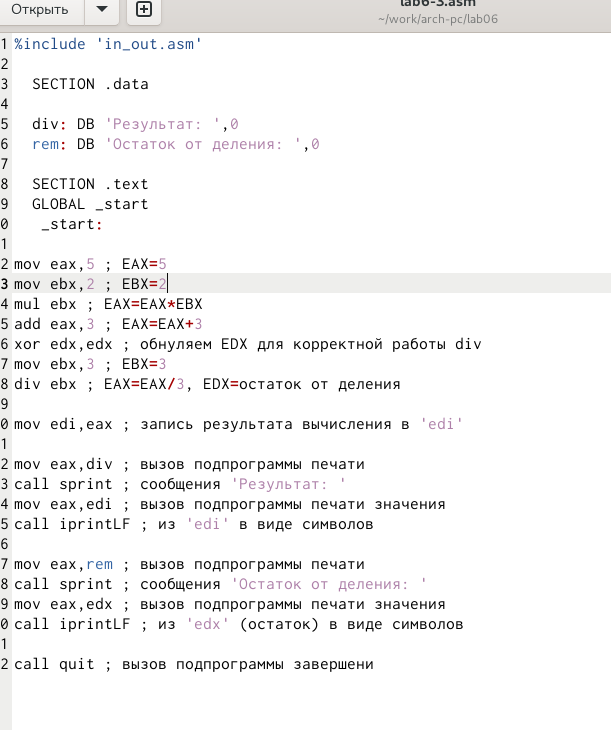 Открыть
lab6-3.asm
~/work/arch-pc/lab06
1 %include 'in_out.asm'
2
3 SECTION .data
4
5 div: DB 'Результат: ',0
6 rem: DB 'Остаток от деления: ',0
7
8 SECTION .text
9 GLOBAL _start
0 _start:
1
2 mov eax,5 ; EAX=5
3 mov ebx,2 ; EBX=2
4 mul ebx ; EAX=EAX*EBX
5 add eax,3 ; EAX=EAX+3
6 xor edx,edx ; обнуляем EDX для корректной работы div
7 mov ebx,3 ; EBX=3
8 div ebx ; EAX=EAX/3, EDX=остаток от деления
9
0 mov edi,eax ; запись результата вычисления в 'edi'
1
2 mov eax,div ; вызов подпрограммы печати
3 call sprint ; сообщения 'Результат: '
4 mov eax,edi ; вызов подпрограммы печати значения
5 call iprintLF ; из 'edi' в виде символов
6
7 mov eax,rem ; вызов подпрограммы печати
8 call sprint ; сообщения 'Остаток от деления: '
9 mov eax,edx ; вызов подпрограммы печати значения
0 call iprintLF ; из 'edx' (остаток) в виде символов
1
2 call quit ; вызов подпрограммы завершени